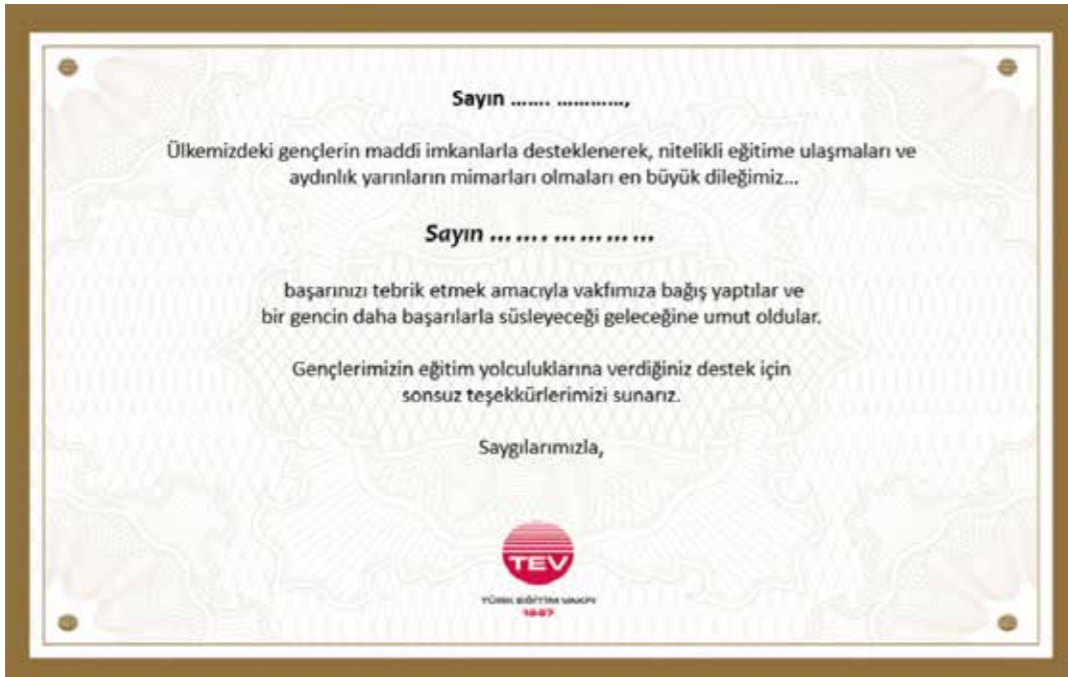 Sayın ....... ............,
Ülkemizdeki gençlerin maddi imkanlarla desteklenerek, nitelikli eğitime ulaşmaları ve
aydınlık yarınların mimarları olmaları en büyük dileğimiz...
Sayın ....... ............
başarınızı tebrik etmek amacıyla vakfımıza bağış yaptılar ve
bir gencin daha başarılarla süsleyeceği geleceğine umut oldular.
Gençlerimizin eğitim yolculuklarına verdiğiniz destek için
sonsuz teşekkürlerimizi sunarız.
Saygılarımızla,
TEV
TÜRK EĞİTİM VAKFI
1967